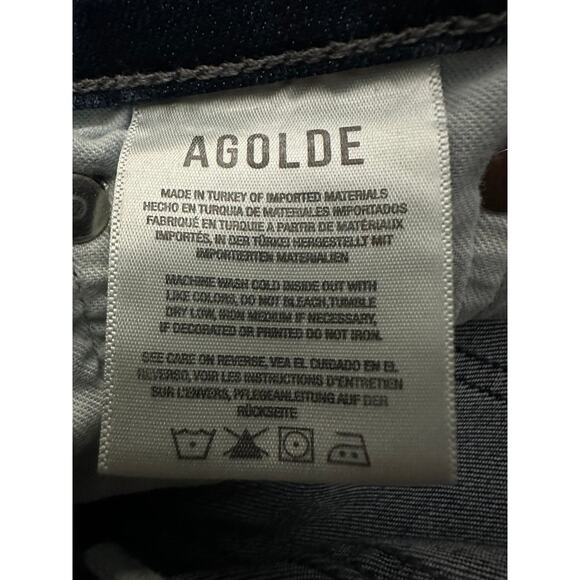 AGOLDE
MADE IN TURKEY OF IMPORTED MATERIALS
HECHO EN TURQUIA DE MATERIALES IMPORTADOS
FABRIQUÉ EN TURQUIE A PARTIR DE MATÉRIAUX
IMPORTÉS, IN DER TÜRKEI HERGESTELLT MIT
IMPORTIERTEN MATERIALIEN
MACHINE WASH COLD INSIDE OUT WITH
LIKE COLORS, DO NOT BLEACH,TUMBLE
DRY LOW, IRON MEDIUM IF NECESSARY,
IF DECORATED OR PRINTED DO NOT IRON.
SEE CARE ON REVERSE, VEA EL CUIDADO EN EL
REVERSO, VOIR LES INSTRUCTIONS D'ENTRETIEN
SUR L'ENVERS, PFLEGEANLEITUNG AUF DER
RÜCKSEITE